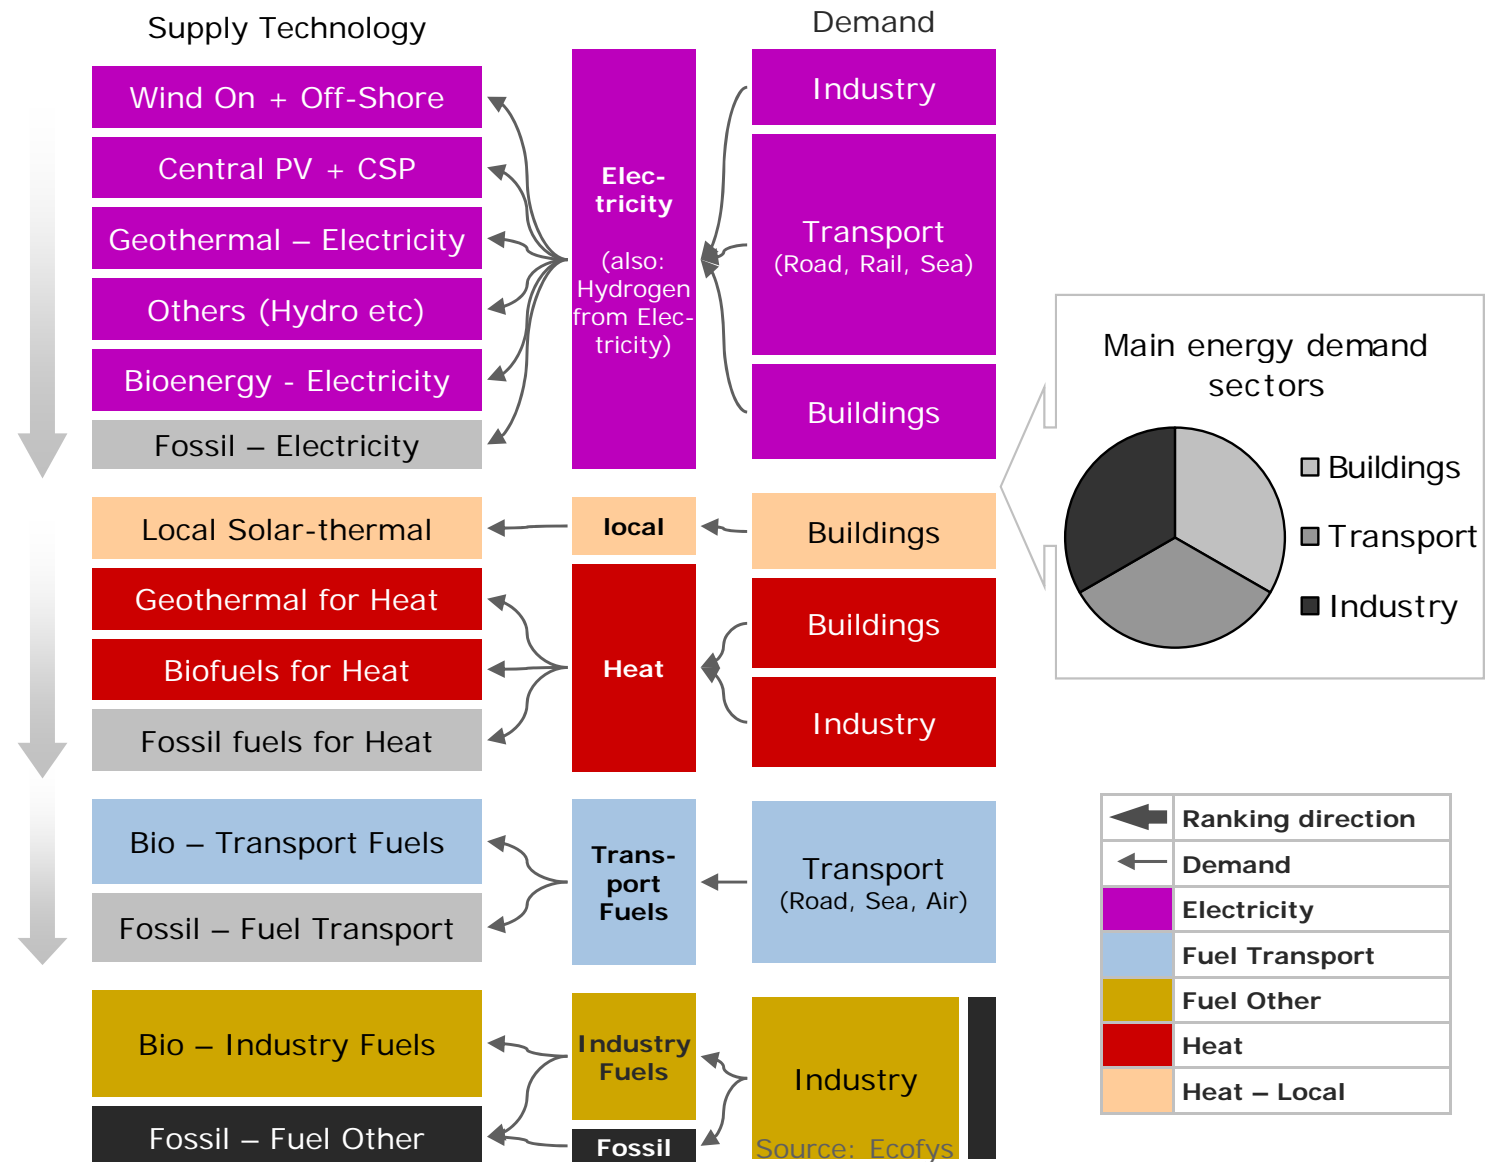 Supply Technology
Demand
Wind On + Off-Shore
Central PV + CSP
Geothermal – Electricity
Others (Hydro etc)
Bioenergy - Electricity
Fossil – Electricity
Elec-
tricity
(also:
Hydrogen
from Elec-
tricity)
Industry
Transport
(Road, Rail, Sea)
Buildings
Local Solar-thermal
local
Buildings
Geothermal for Heat
Biofuels for Heat
Fossil fuels for Heat
Heat
Buildings
Industry
Bio – Transport Fuels
Fossil – Fuel Transport
Trans-
port
Fuels
Transport
(Road, Sea, Air)
Bio – Industry Fuels
Fossil – Fuel Other
Industry
Fuels
Fossil
Industry
Source: Ecofys
Main energy demand
sectors
Buildings
Transport
Industry
Ranking direction
Demand
Electricity
Fuel Transport
Fuel Other
Heat
Heat – Local